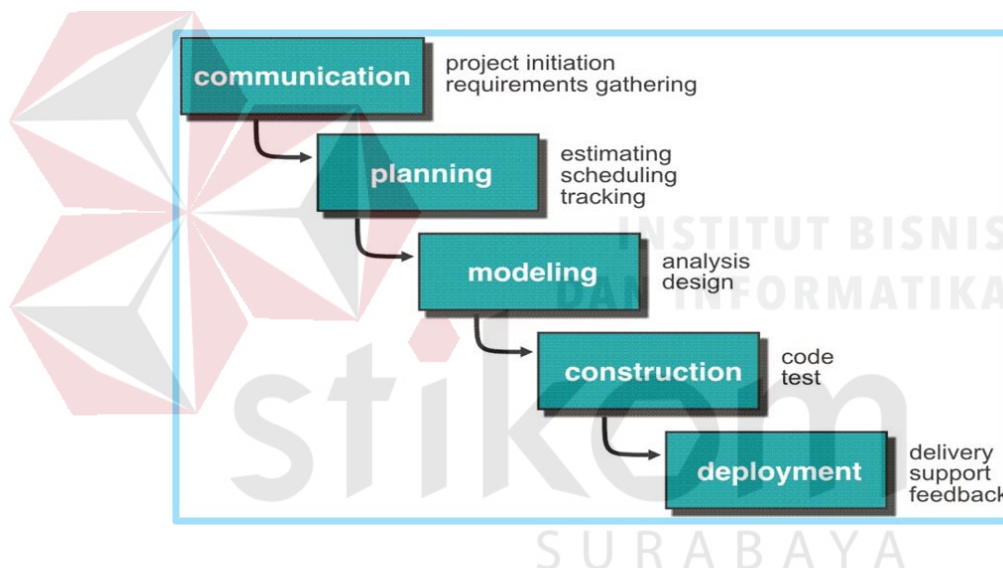 communication
project initiation
requirements gathering
planning
estimating
scheduling
tracking
INSTITUT BISNIS
DAN INFORMATIKA
modeling
analysis
design
construction
code
test
stikom
deployment
delivery
support
feedback
SURABAYA